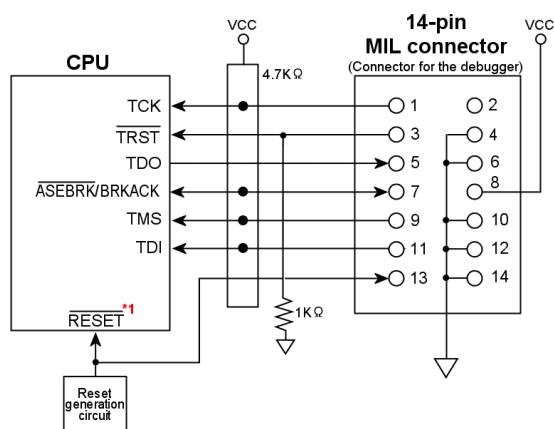 VCC
14-pin
MIL connector
(Connector for the debugger)
VCC
CPU
4.7KΩ
TCK
1
2
TRST
3
4
TDO
5
6
ASEBRK/BRKACK
7
8
TMS
9
10
TDI
11
12
13
14
RESET*1
1KΩ
Reset
generation
circuit